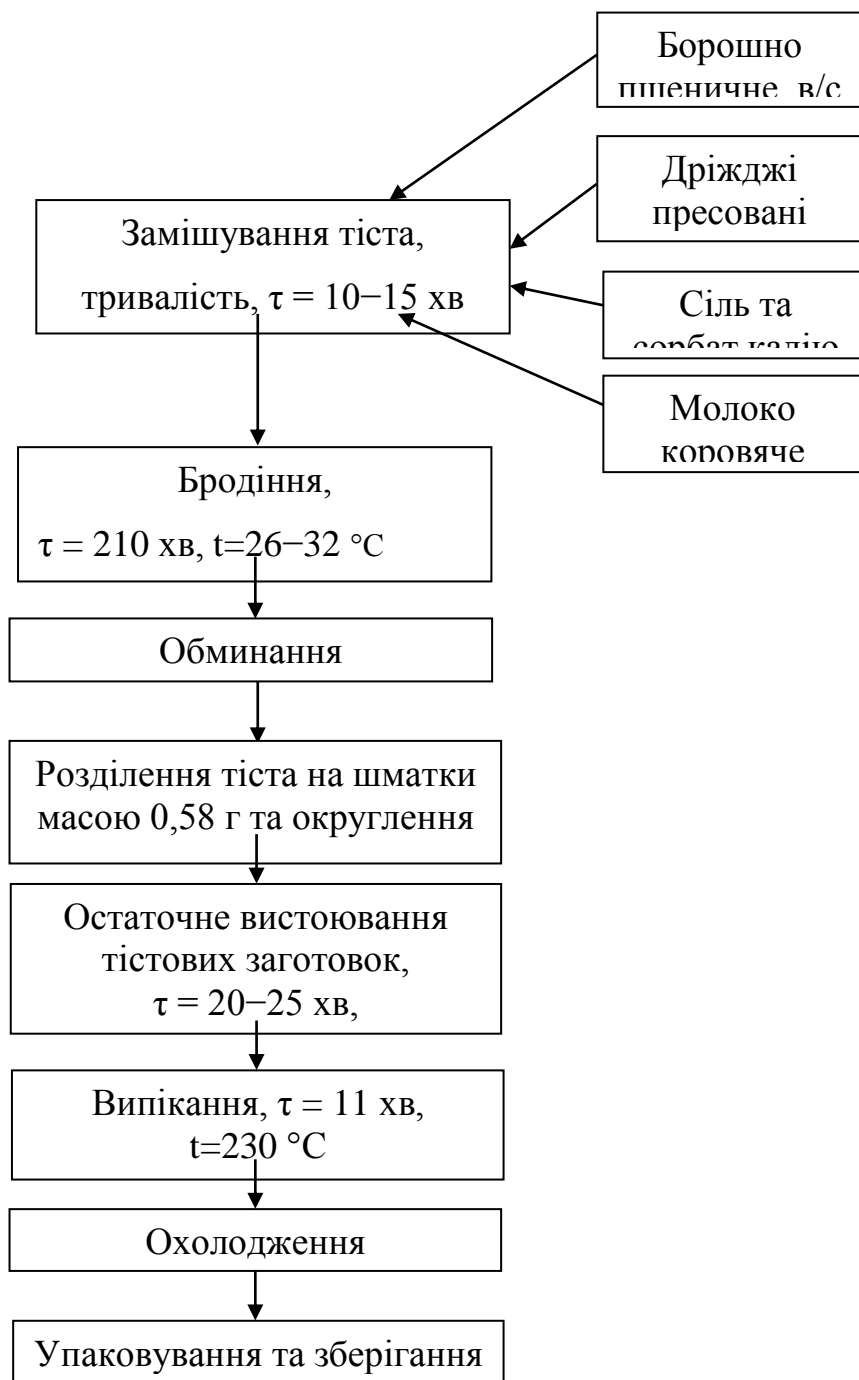 Борошно
пшеничне в/с
Дріжджі
пресовані
Замішування тіста,
тривалість, τ = 10−15 хв
Сіль та
сорбат калію
Молоко
коровяче
Бродіння,
τ = 210 хв, t=26−32 °С
Обминання
Розділення тіста на шматки
масою 0,58 г та округлення
Остаточне вистоювання
тістових заготовок,
τ = 20−25 хв,
Випікання, τ = 11 хв,
t=230 °С
Охолодження
Упаковування та зберігання